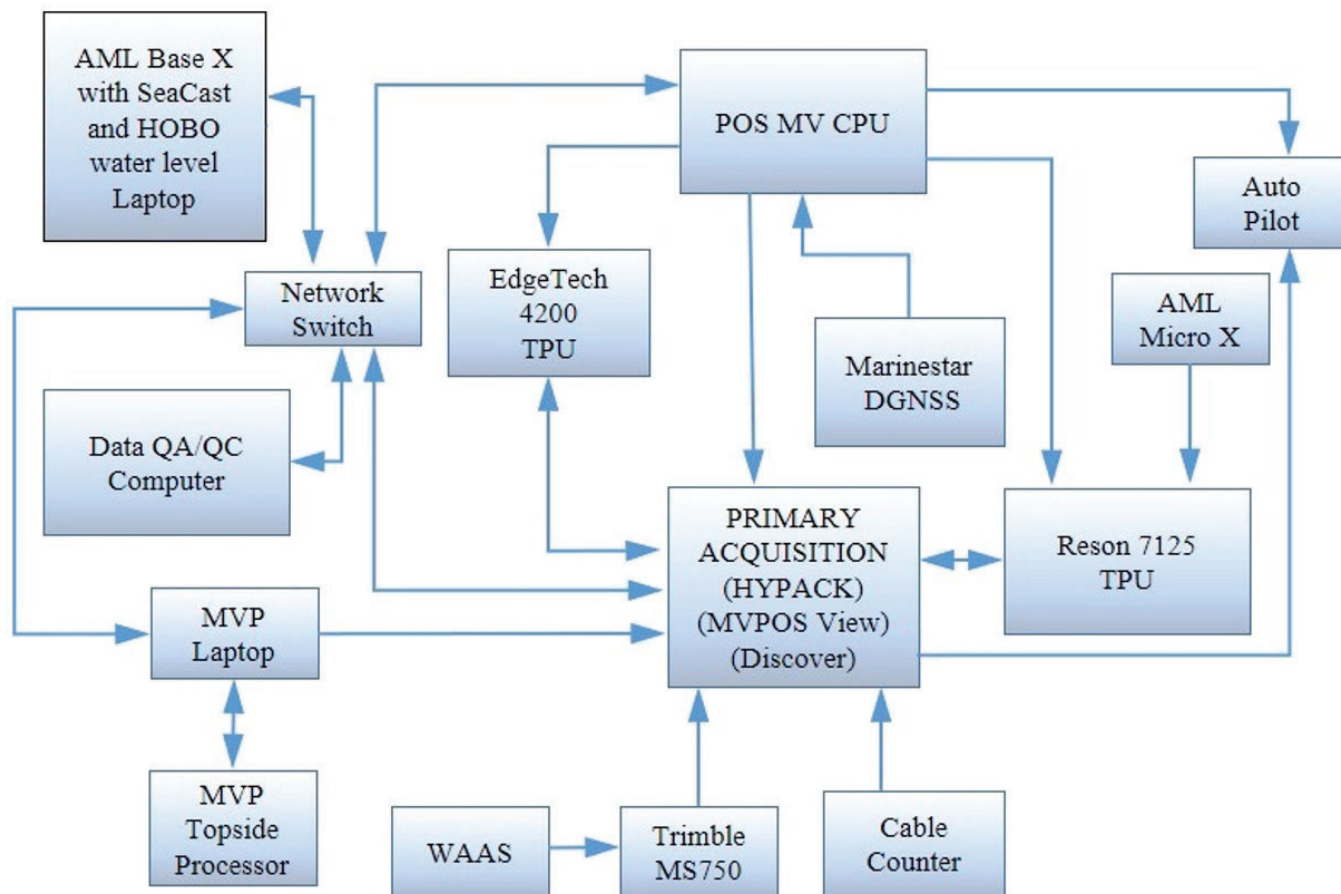 AML Base X
with SeaCast
and HOBO
water level
Laptop
POS MV CPU
Auto
Pilot
Network
Switch
EdgeTech
4200
TPU
Marinestar
DGNSS
AML
Micro X
Data QA/QC
Computer
PRIMARY
ACQUISITION
(HYPACK)
(MVPOS View)
(Discover)
Reson 7125
TPU
MVP
Laptop
MVP
Topside
Processor
WAAS
Trimble
MS750
Cable
Counter